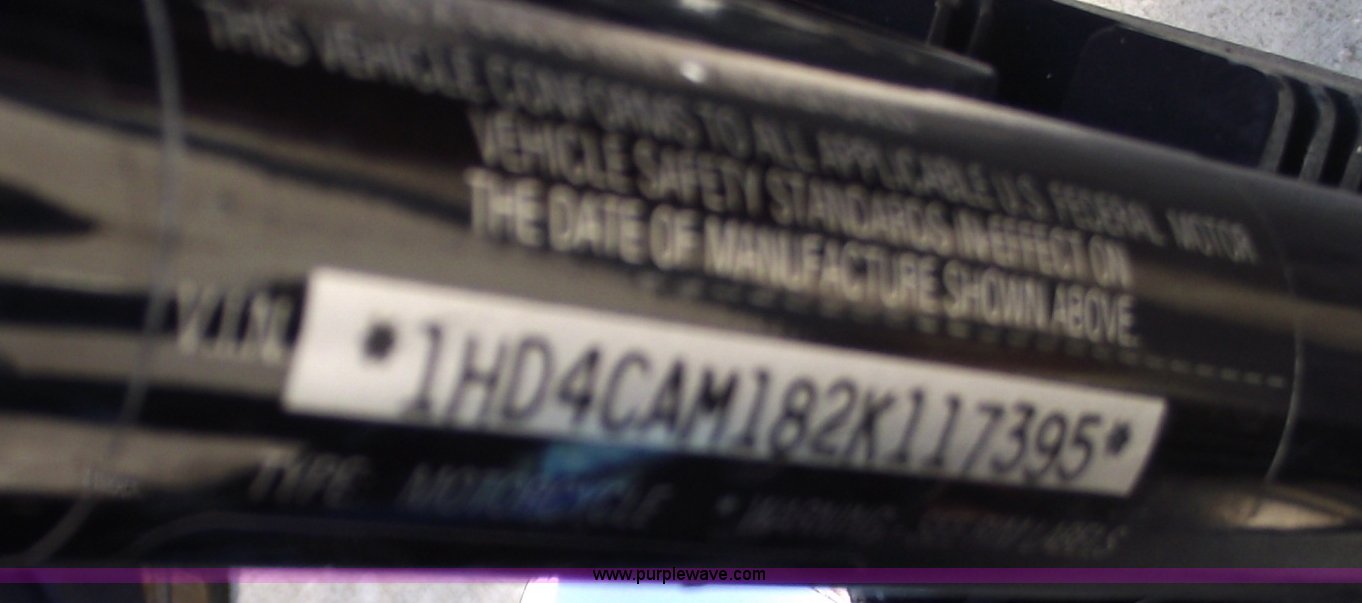 THIS VEHICLE CONFORMS TO ALL APPLICABLE U.S. FEDERAL MOTOR
VEHICLE SAFETY STANDARDS IN EFFECT ON
THE DATE OF MANUFACTURE SHOWN ABOVE.
VIN *1HD4CAM182K117395*
TYPE MOTORCYCLE * WARNING-
www.purplewave.com